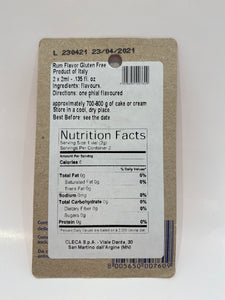 L 230421 23/04/2021
Rum Flavor Gluten Free
Product of Italy
2 x 2ml - .135 fl. oz
Ingredients: flavours.
Directions: one phial flavoured
approximately 700-800 g of cake or cream
Store in a cool, dry place.
Best Before: see the date
Nutrition Facts
Serving Size 1
Servings Per Container 2
Amount Per Serving
Calories 0
% Daily Value*
Total Fat 0g 0%
Saturated Fat 0g 0%
Trans Fat 0g
Sodium 0mg 0%
Total Carbohydrate 0g 0%
Dietary Fiber 0g 0%
Sugars 0g
Protein 0g 0%
CLECA S.p.A. - Viale Dante, 30
San Martino dall'Argine (MN)
8 005650 007609